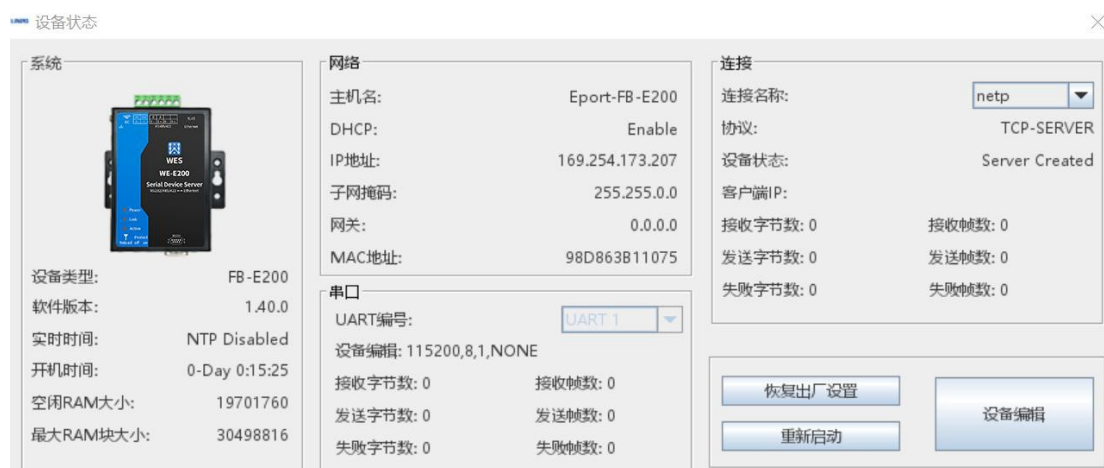 设备状态
系统
WES
WE-E200
Serial Device Server
设备类型: FB-E200
软件版本: 1.40.0
实时时间: NTP Disabled
开机时间: 0-Day 0:15:25
空闲RAM大小: 19701760
最大RAM块大小: 30498816
网络
主机名: Eport-FB-E200
DHCP: Enable
IP地址: 169.254.173.207
子网掩码: 255.255.0.0
网关: 0.0.0.0
MAC地址: 98D863B11075
串口
UART编号: UART 1
设备编辑: 115200,8,1,NONE
接收字节数: 0 接收帧数: 0
发送字节数: 0 发送帧数: 0
失败字节数: 0 失败帧数: 0
连接
连接名称: netp
协议: TCP-SERVER
设备状态: Server Created
客户端IP:
接收字节数: 0 接收帧数: 0
发送字节数: 0 发送帧数: 0
失败字节数: 0 失败帧数: 0
恢复出厂设置
重新启动
设备编辑